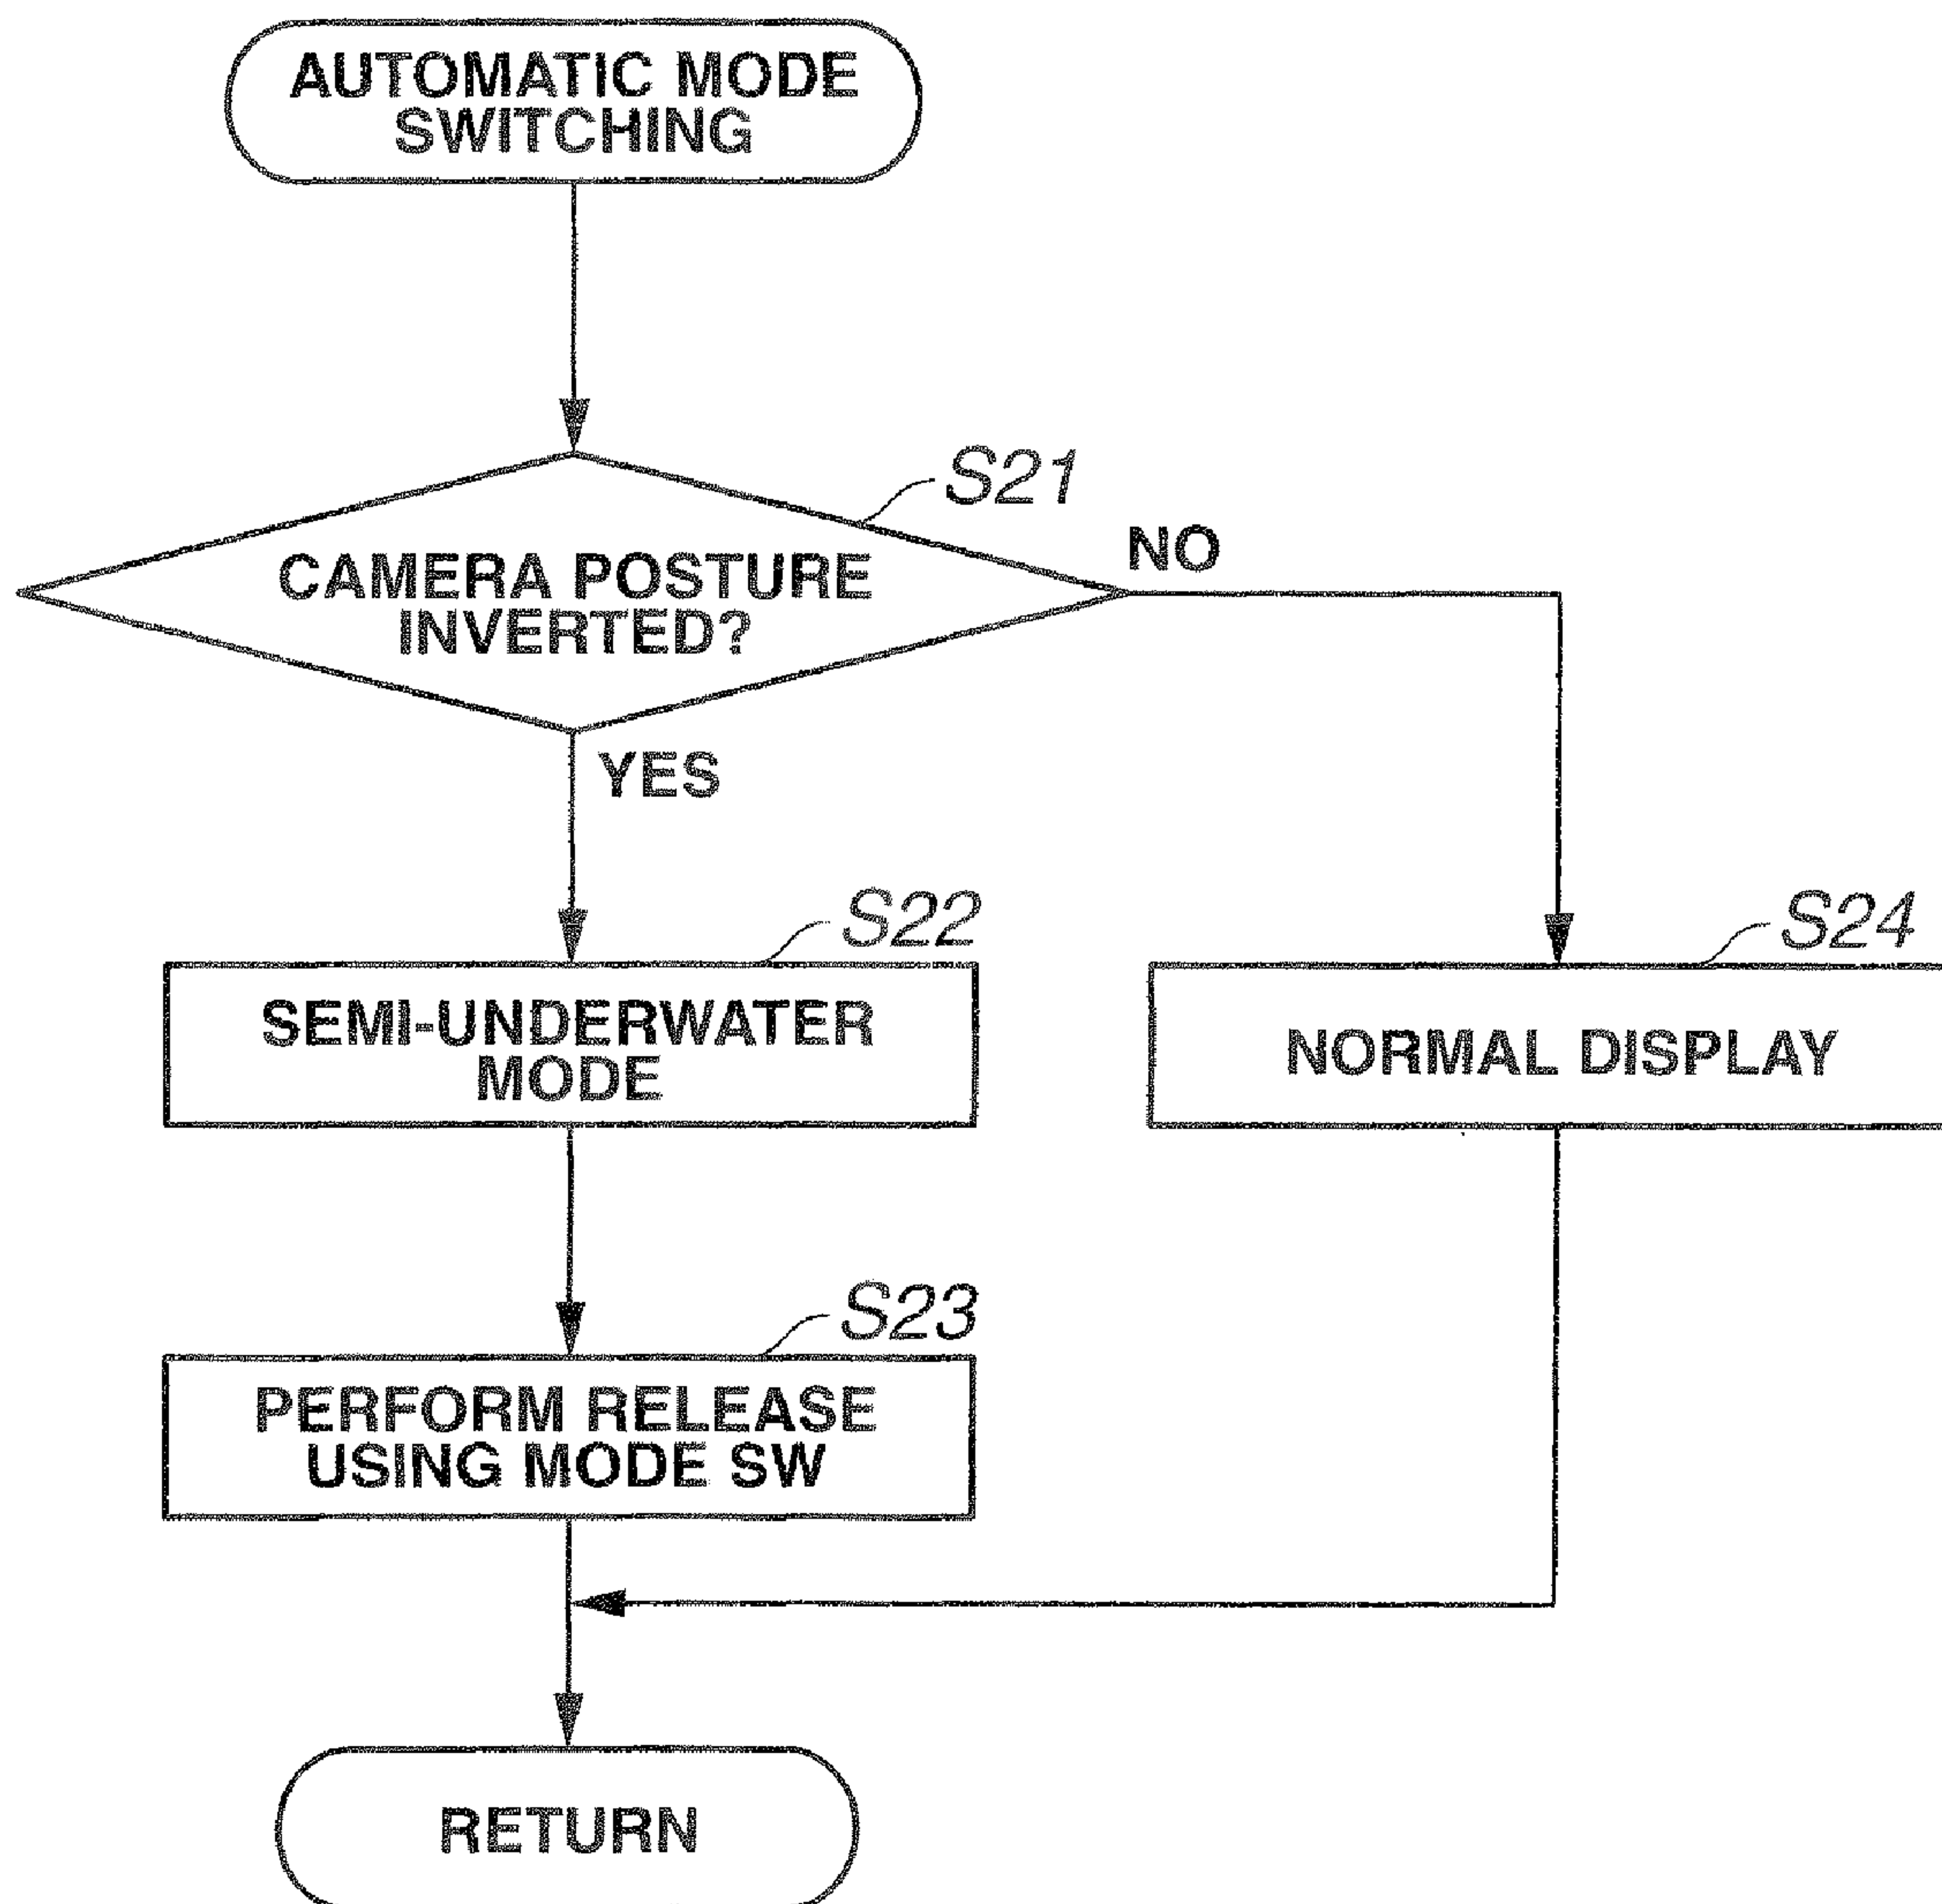 AUTOMATIC MODE
SWITCHING
S21
CAMERA POSTURE
INVERTED?
NO
YES
S22
SEMI-UNDERWATER
MODE
S24
NORMAL DISPLAY
S23
PERFORM RELEASE
USING MODE SW
RETURN